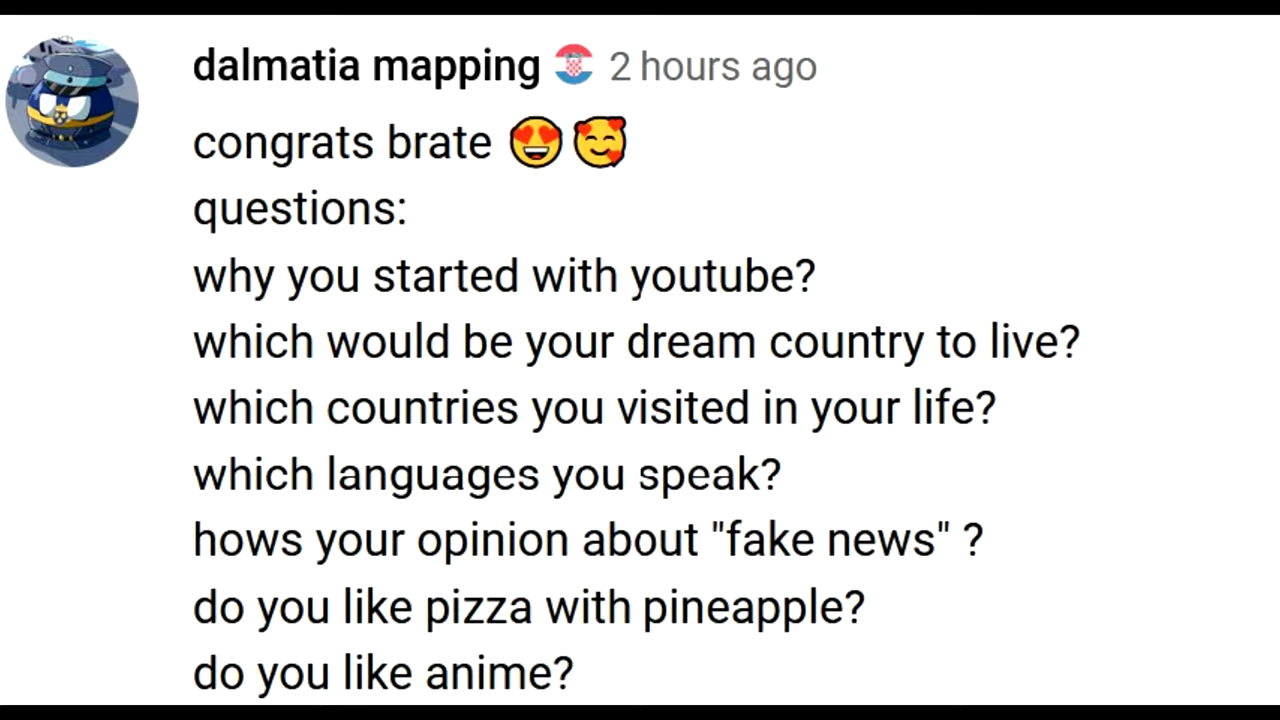 dalmatia mapping 🇭🇷 2 hours ago
congrats brate 😍🥰
questions:
why you started with youtube?
which would be your dream country to live?
which countries you visited in your life?
which languages you speak?
hows your opinion about "fake news" ?
do you like pizza with pineapple?
do you like anime?